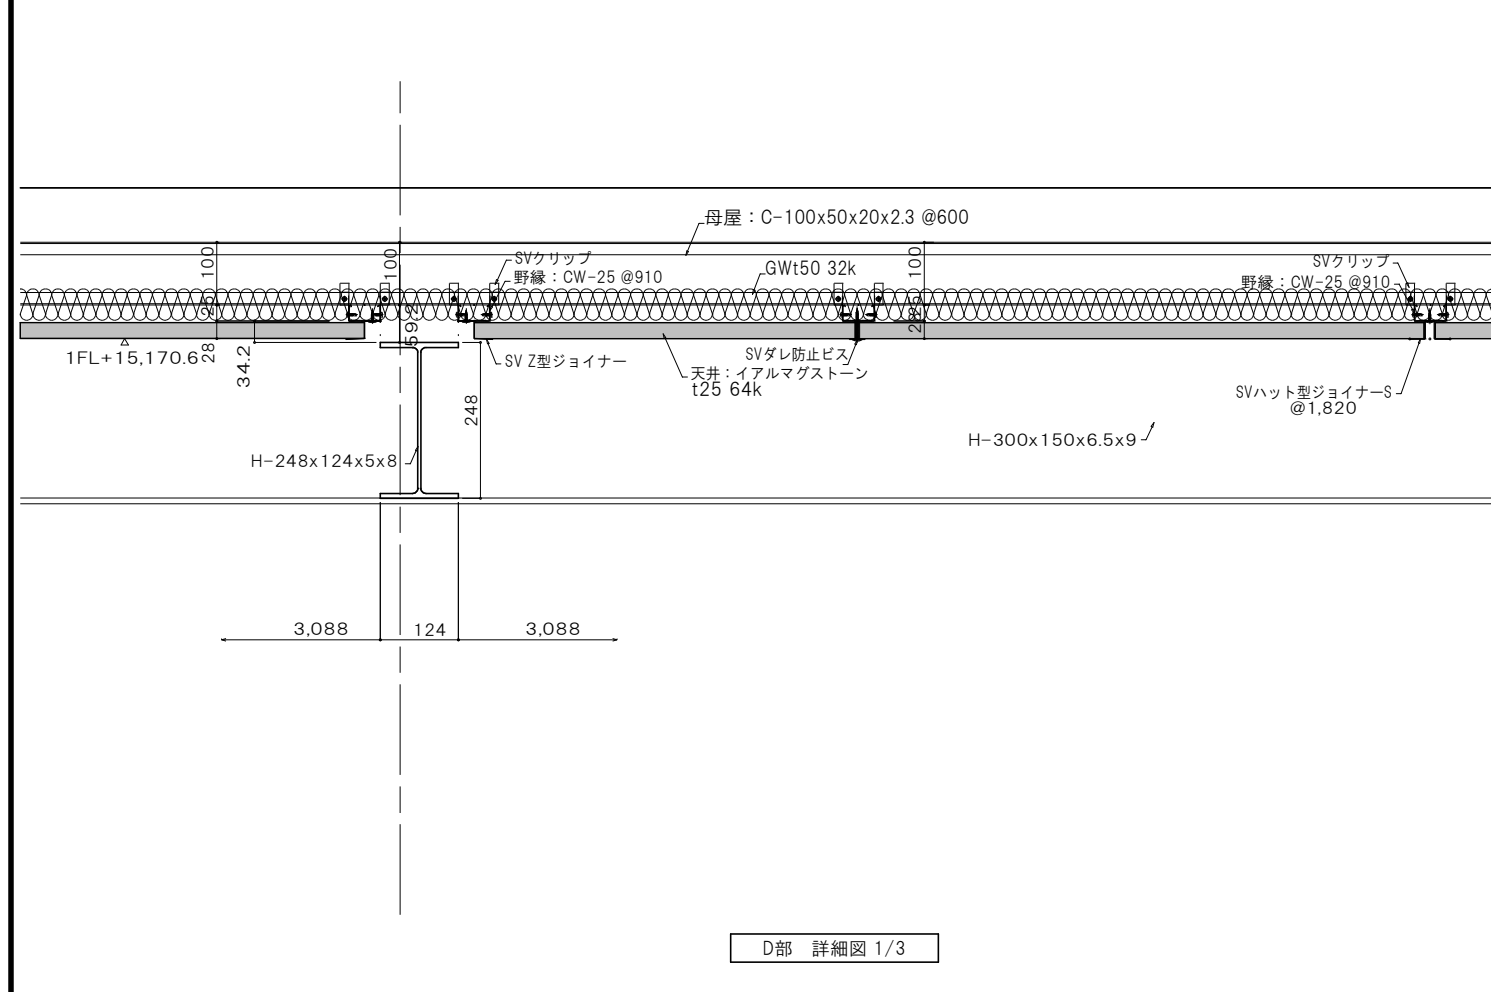 母屋：C-100x50x20x2.3 @600
100
100
100
SVクリップ
野縁：CW-25 @910
GWt50 32k
SVクリップ
野縁：CW-25 @910
25
59.2
28
25
1FL+15,170.6
28
34.2
SV Z型ジョイナー
SVダレ防止ビス
天井：イアルマグストーン
t25 64k
SVハット型ジョイナーS
@1,820
248
H-300x150x6.5x9
H-248x124x5x8
3,088
124
3,088
D部　詳細図 1/3